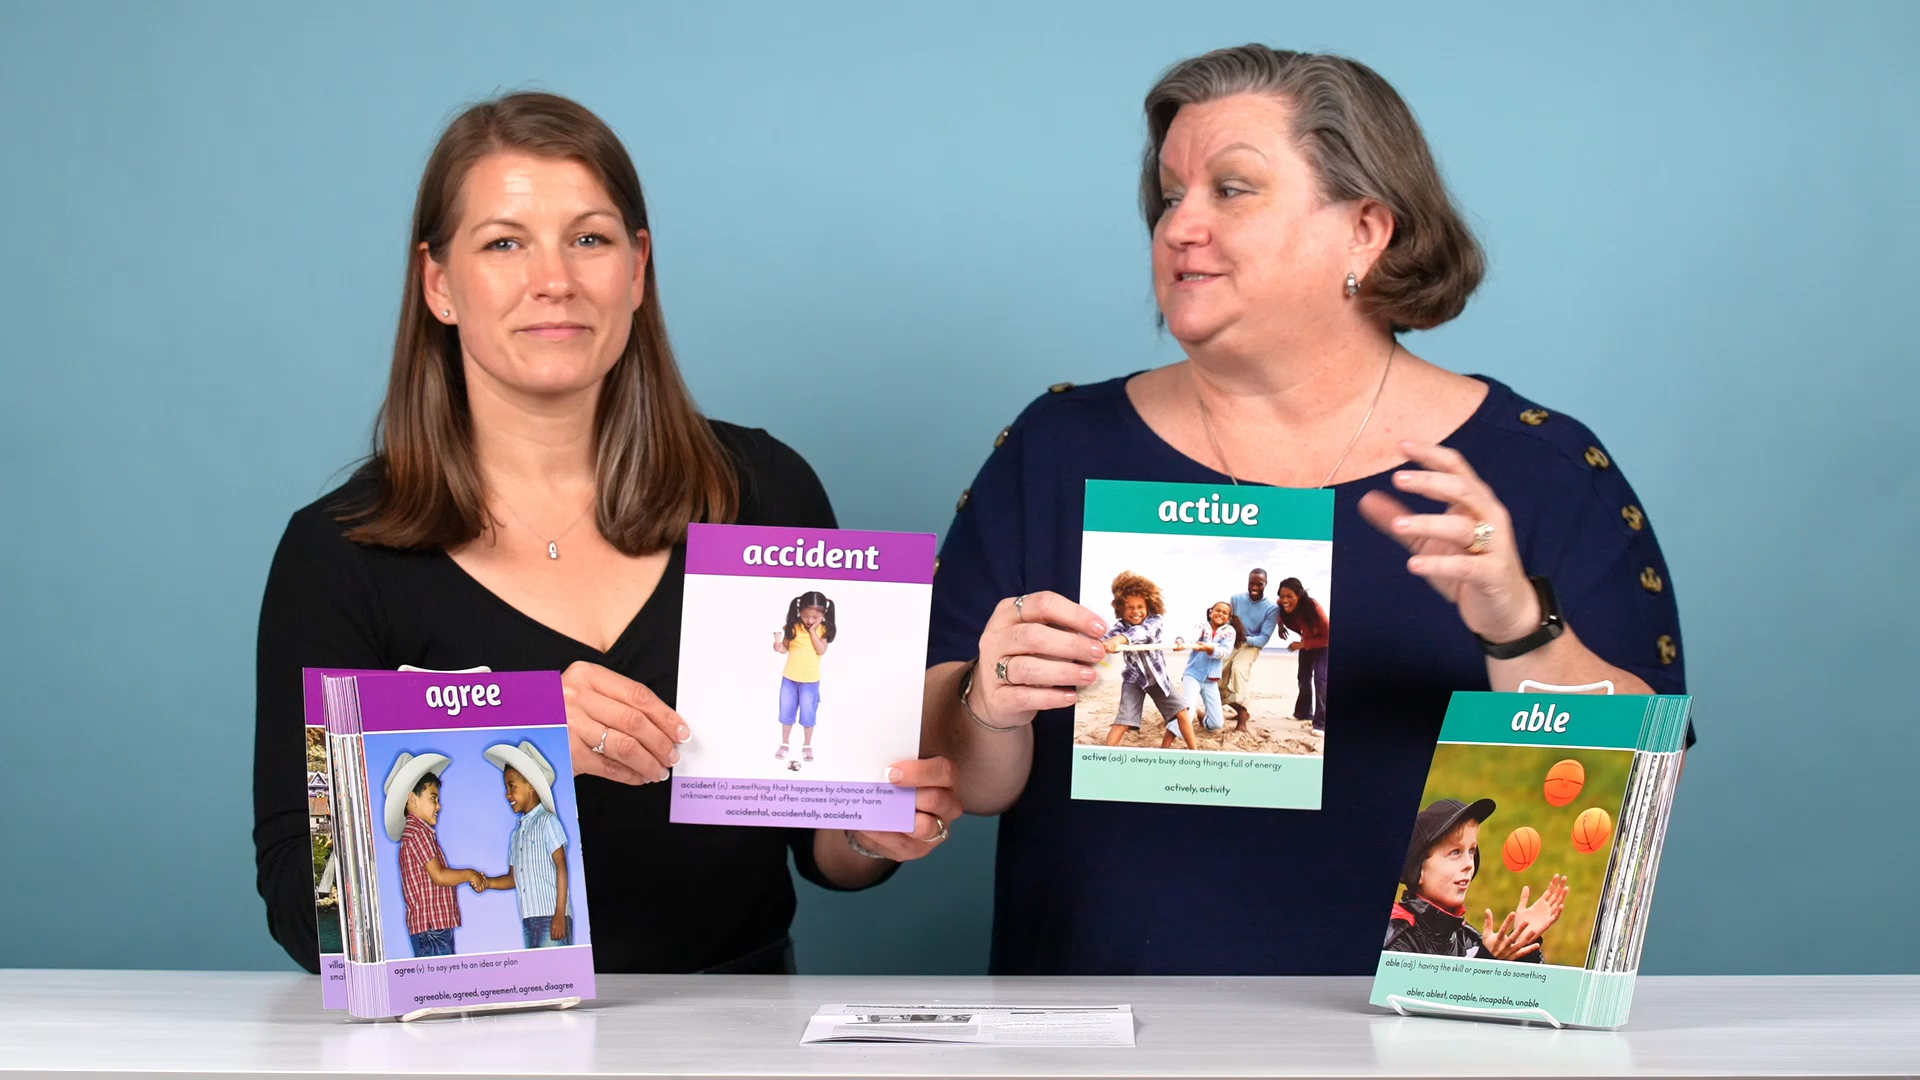 accident
accident (n) something that happens by chance or from
unknown causes and that often causes injury or harm
accidental, accidentally, accidents
active
active (adj) always busy doing things; full of energy
actively, activity
agree
agree (v) to say yes to an idea or plan
agreeable, agreed, agreement, agrees, disagree
able
able (adj) having the skill or power to do something
abler, ablest, capable, incapable, unable